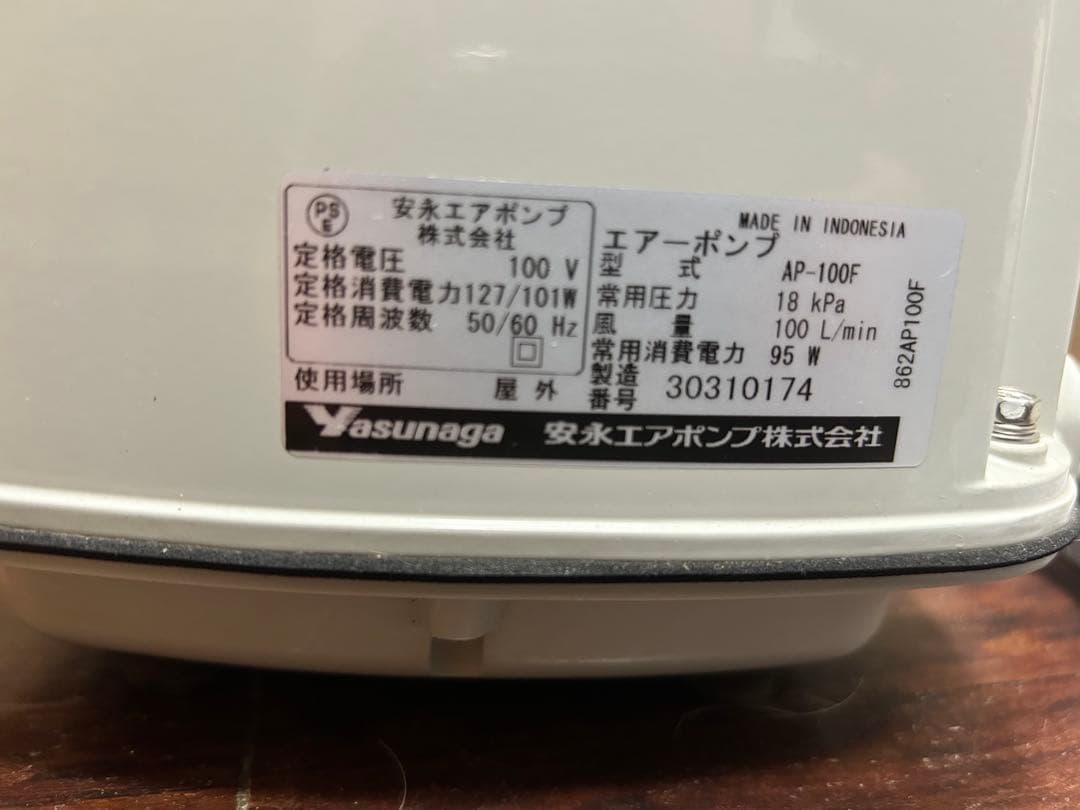 PS E
安永エアポンプ
株式会社
定格電圧 100 V
定格消費電力127/101W
定格周波数 50/60 Hz
使用場所 屋外
MADE IN INDONESIA
エアーポンプ
型式 AP-100F
常用圧力 18 kPa
風量 100 L/min
常用消費電力 95 W
製造番号 30310174
862AP100F
Yasunaga 安永エアポンプ株式会社